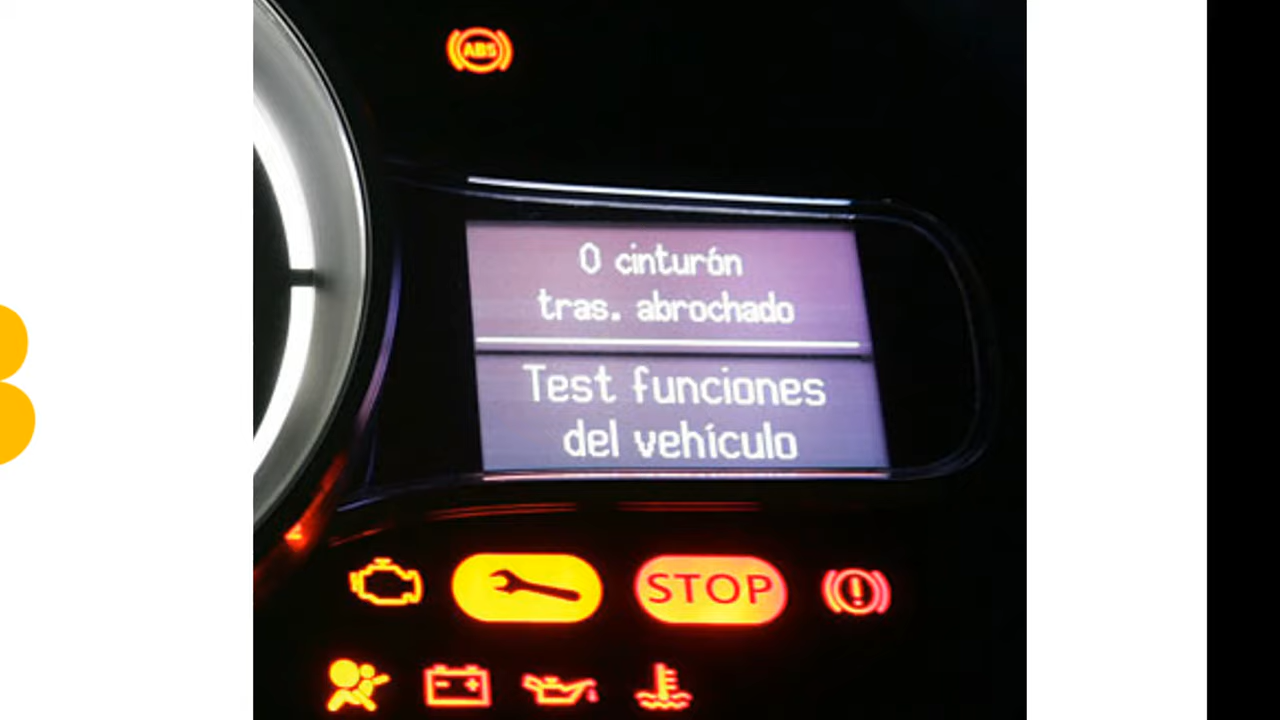 ABS
0 cinturón
tras. abrochado
Test funciones
del vehículo
STOP